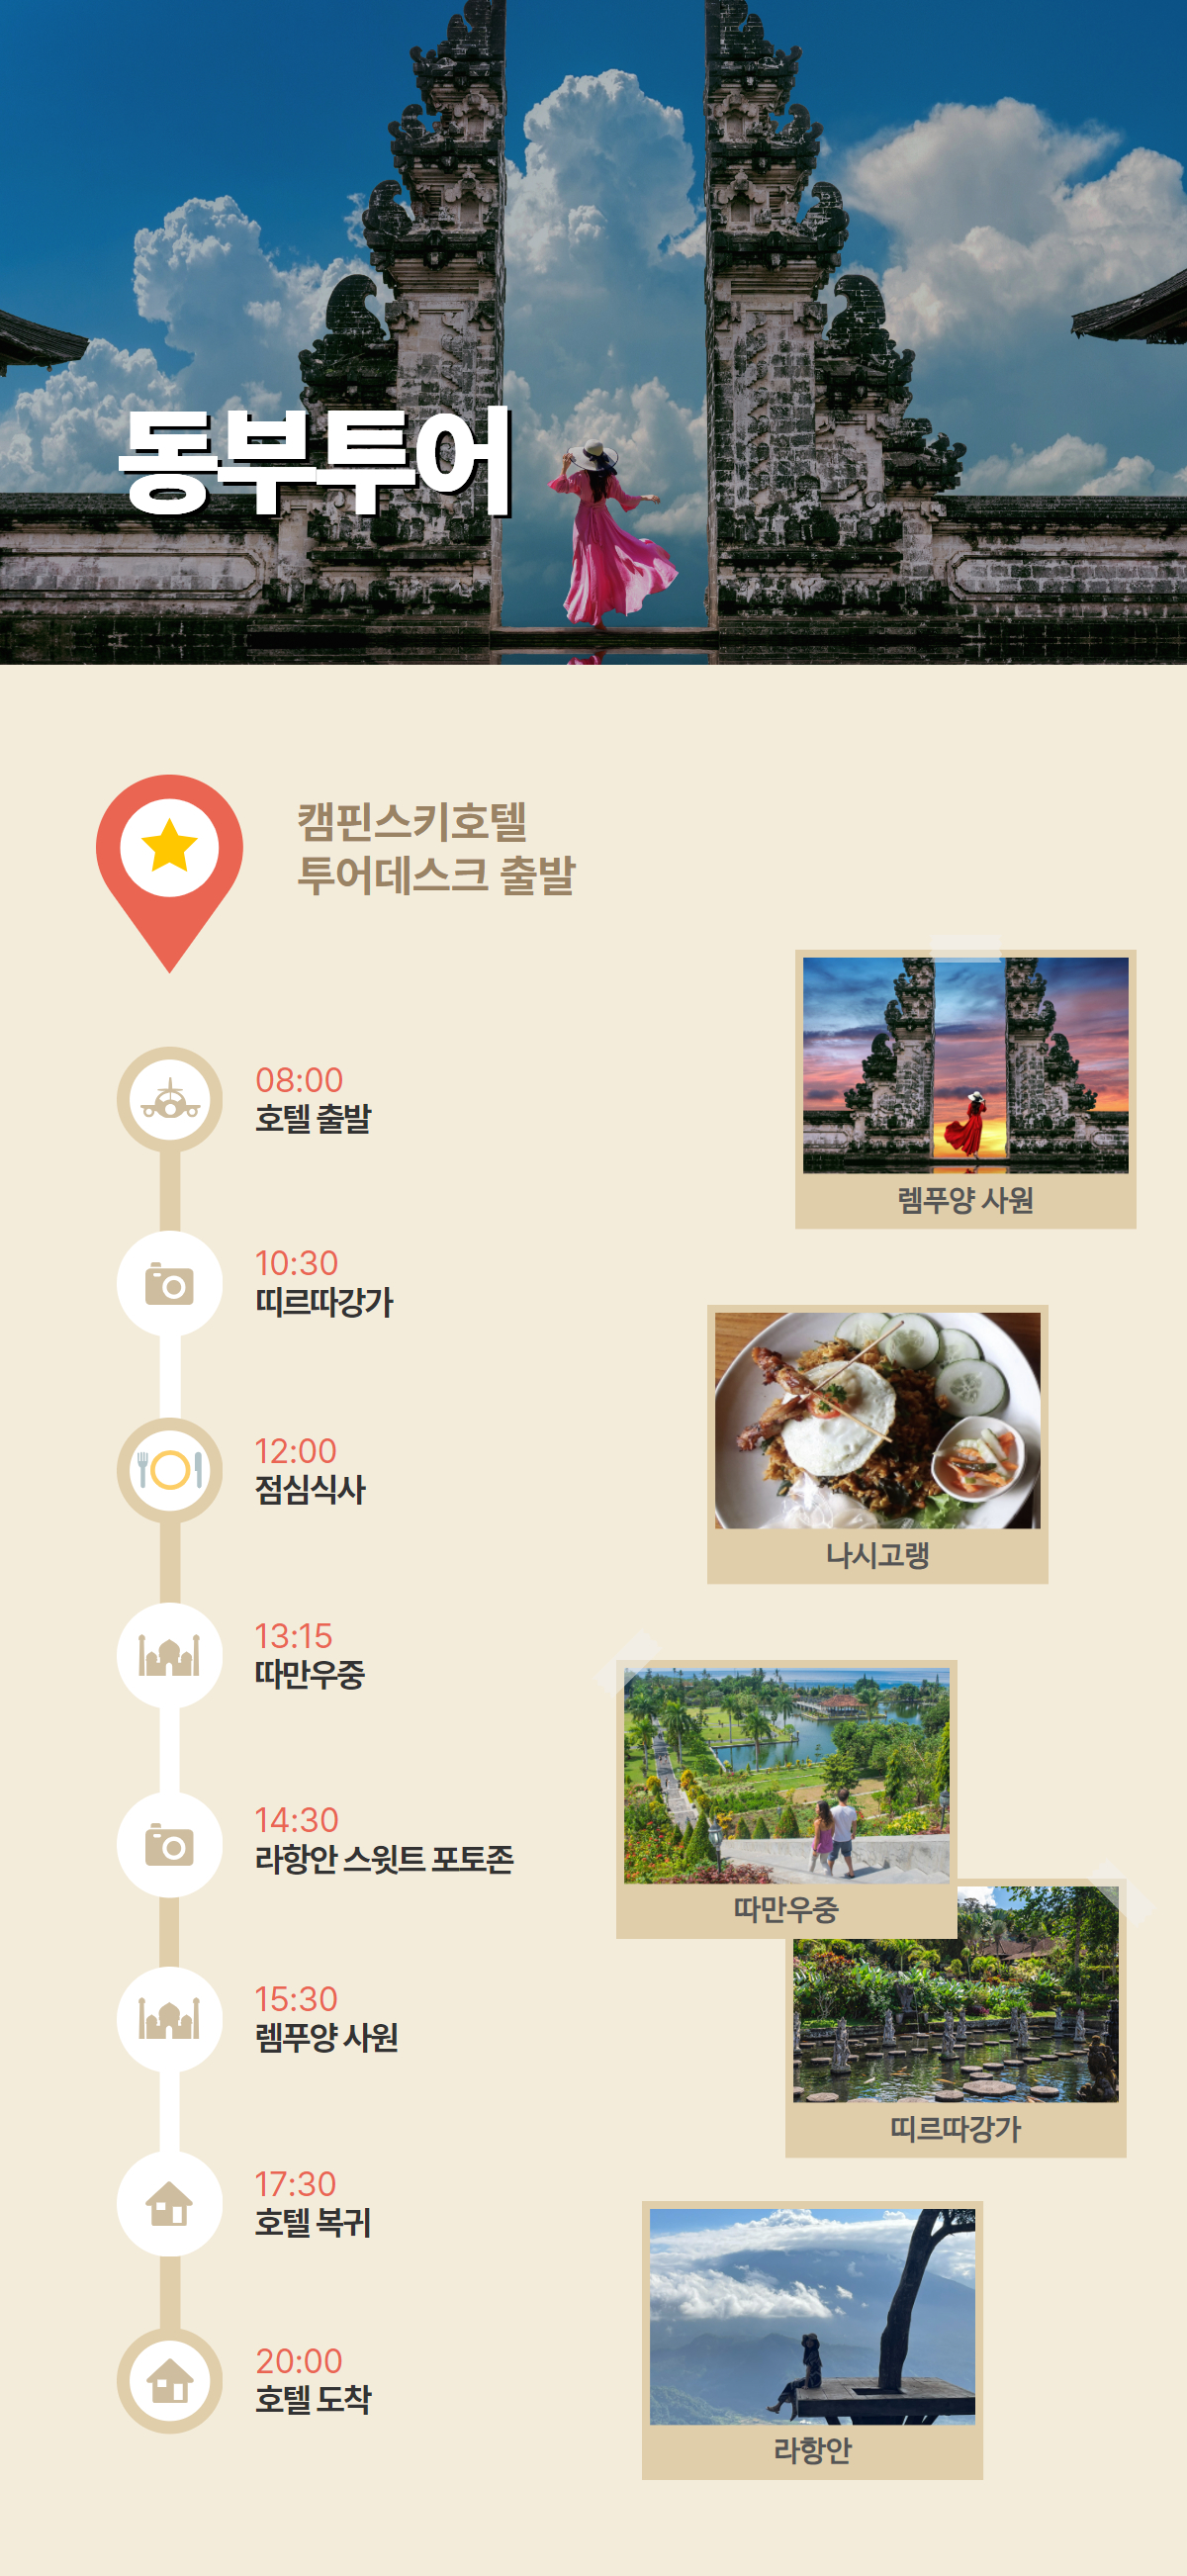 동부투어
캠핀스키호텔
투어데스크 출발
08:00
호텔 출발
10:30
띠르따강가
12:00
점심식사
13:15
따만우중
14:30
라항안 스윗트 포토존
15:30
렘푸양 사원
17:30
호텔 복귀
20:00
호텔 도착
렘푸양 사원
나시고랭
따만우중
띠르따강가
라항안